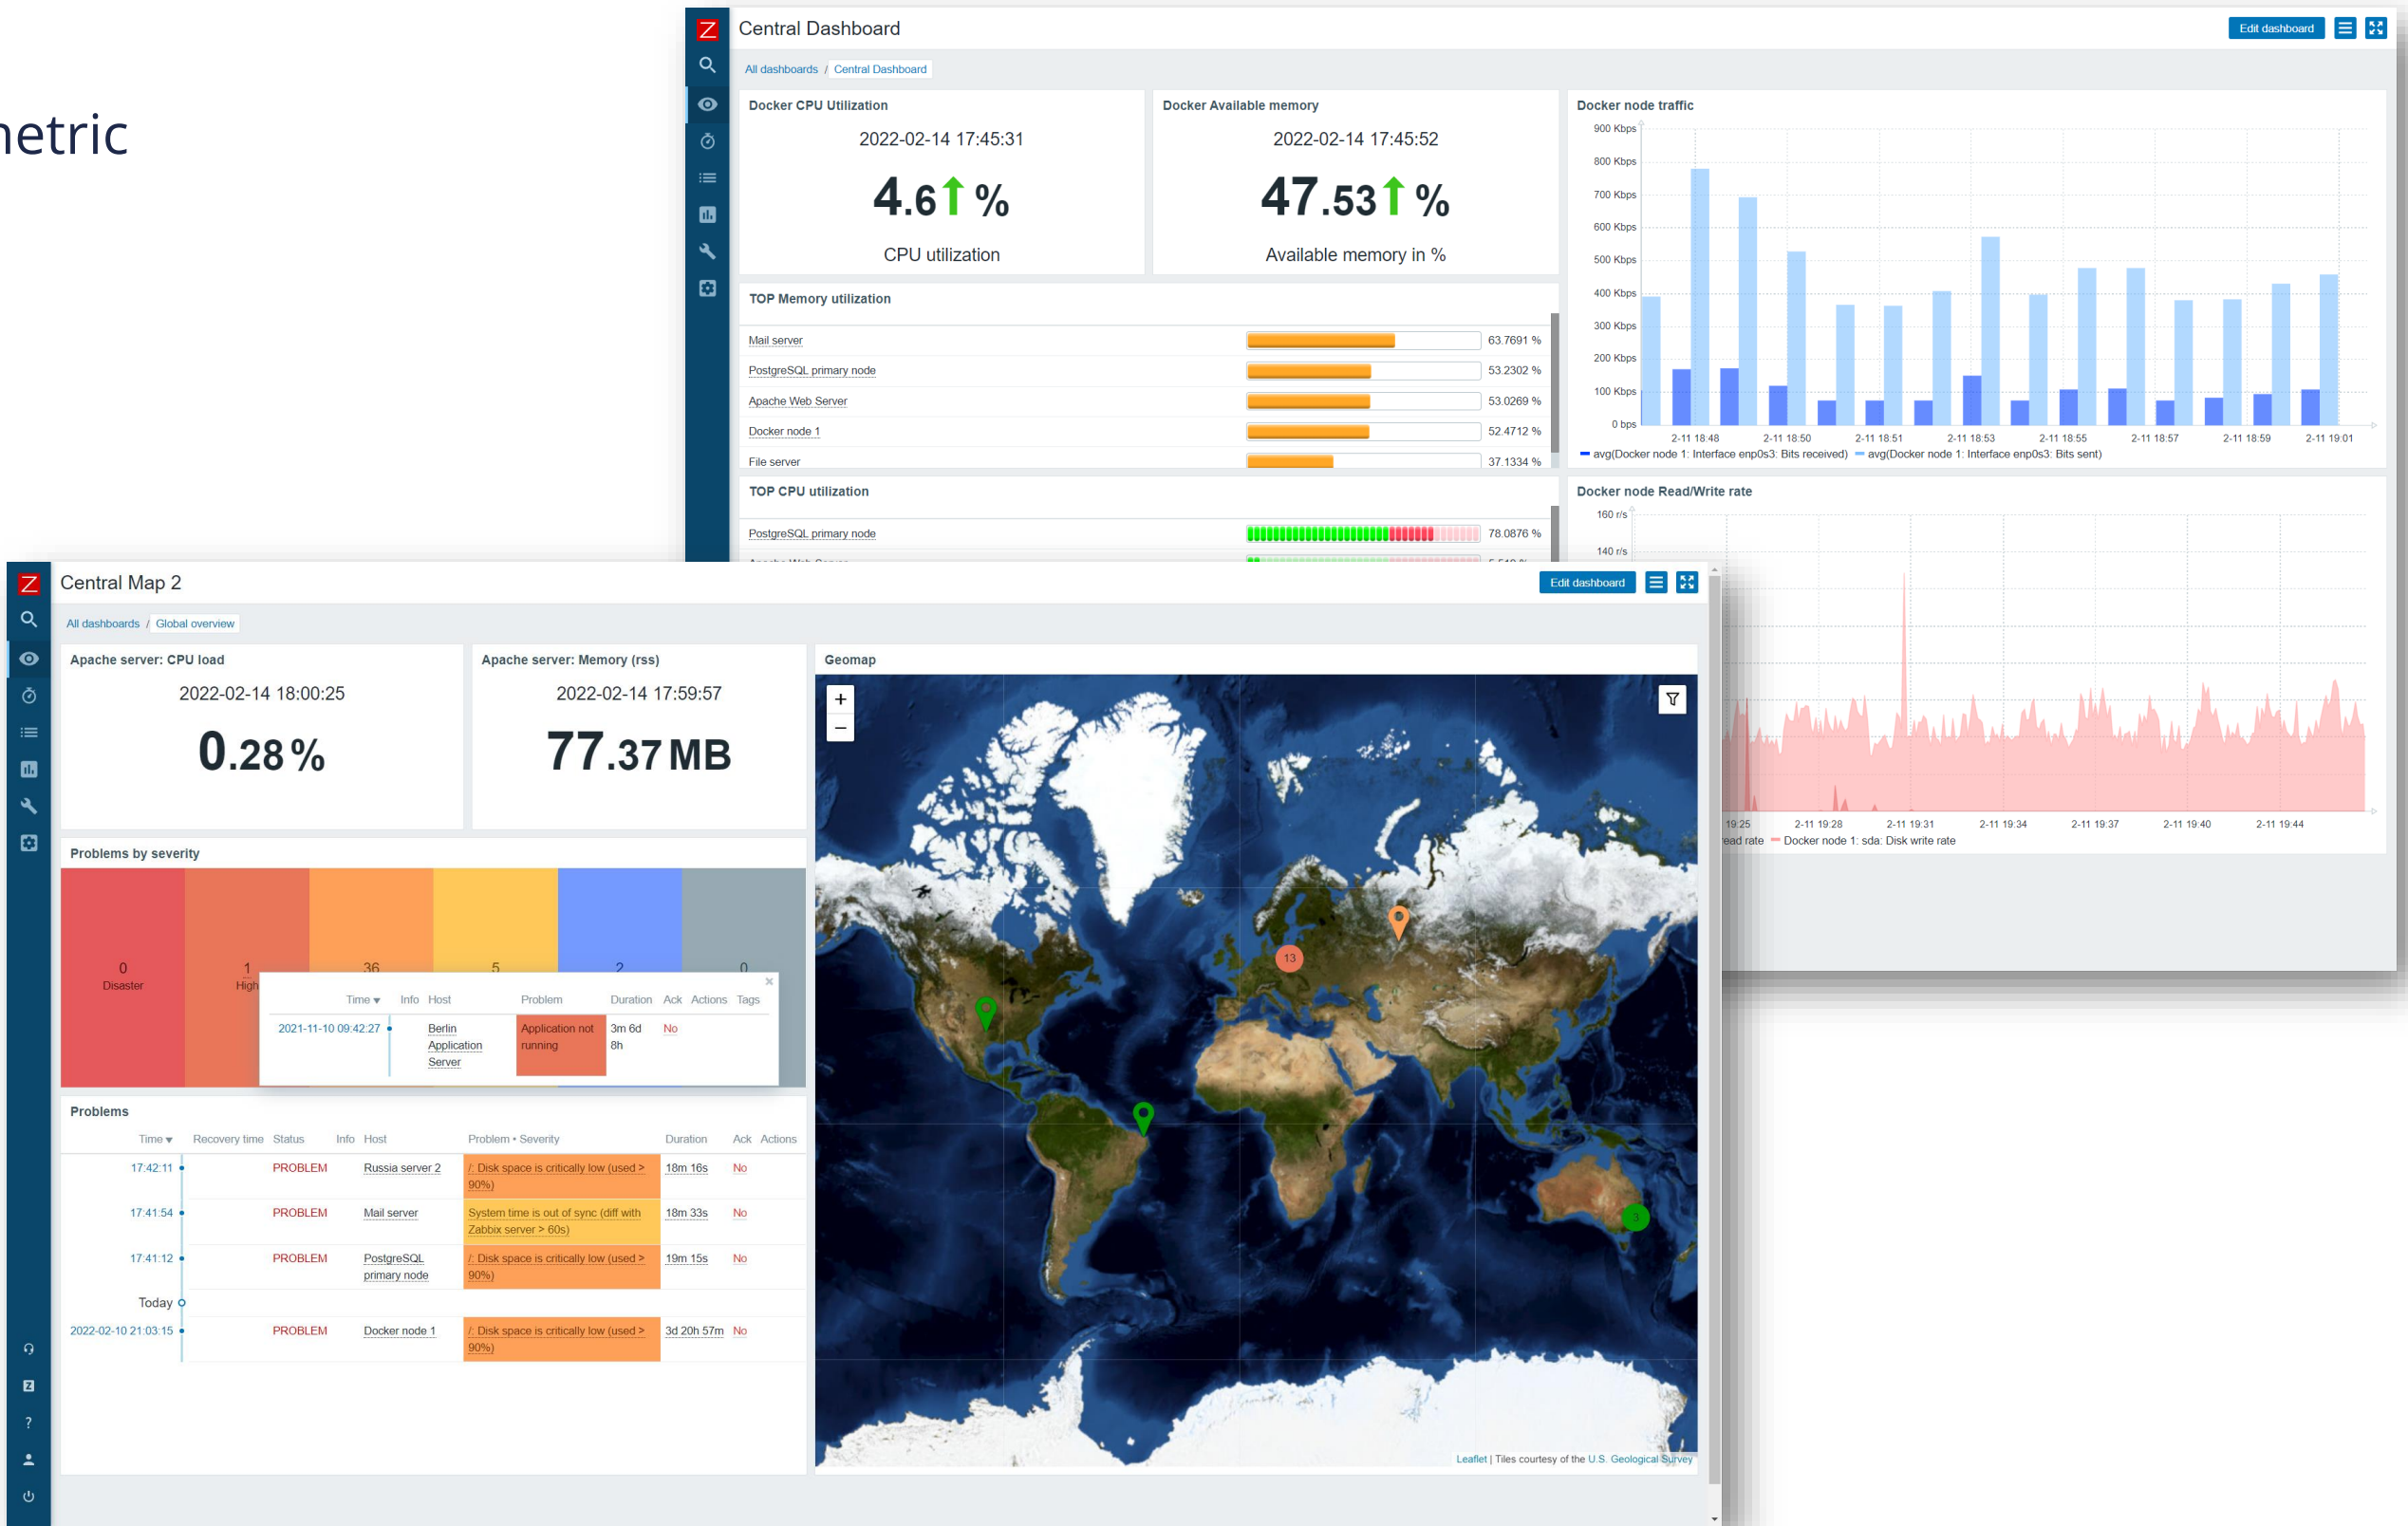 Central Dashboard
Edit dashboard
All dashboards / Central Dashboard
Docker CPU Utilization
2022-02-14 17:45:31
4.6 %
CPU utilization
Docker Available memory
2022-02-14 17:45:52
47.53 %
Available memory in %
TOP Memory utilization
Mail server 63.7691 %
PostgreSQL primary node 53.2302 %
Apache Web Server 53.0269 %
Docker node 1 52.4712 %
File server 37.1334 %
TOP CPU utilization
PostgreSQL primary node 78.0876 %
Docker node traffic
900 Kbps
800 Kbps
700 Kbps
600 Kbps
500 Kbps
400 Kbps
300 Kbps
200 Kbps
100 Kbps
0 bps
2-11 18:48 2-11 18:50 2-11 18:51 2-11 18:53 2-11 18:55 2-11 18:57 2-11 18:59 2-11 19:01
avg(Docker node 1: Interface enp0s3: Bits received) avg(Docker node 1: Interface enp0s3: Bits sent)
Docker node Read/Write rate
160 r/s
140 r/s
19:25 2-11 19:28 2-11 19:31 2-11 19:34 2-11 19:37 2-11 19:40 2-11 19:44
rate Docker node 1: sda: Disk write rate
Z
Central Map 2
Edit dashboard
All dashboards / Global overview
Apache server: CPU load
2022-02-14 18:00:25
0.28 %
Apache server: Memory (rss)
2022-02-14 17:59:57
77.37 MB
Problems by severity
0
Disaster
1
High
36
5
2
0
Time Info Host Problem Duration Ack Actions Tags
2021-11-10 09:42:27 Berlin Application not 3m 6d No
Application running 8h
Server
Problems
Time Recovery time Status Info Host Problem • Severity Duration Ack Actions
17:42:11 PROBLEM Russia server 2 /: Disk space is critically low (used > 18m 16s No
90%)
17:41:54 PROBLEM Mail server System time is out of sync (diff with 18m 33s No
Zabbix server > 60s)
17:41:12 PROBLEM PostgreSQL /: Disk space is critically low (used > 19m 15s No
primary node 90%)
Today
2022-02-10 21:03:15 PROBLEM Docker node 1 /: Disk space is critically low (used > 3d 20h 57m No
90%)
Geomap
+
−
13
3
Leaflet | Tiles courtesy of the U.S. Geological Survey